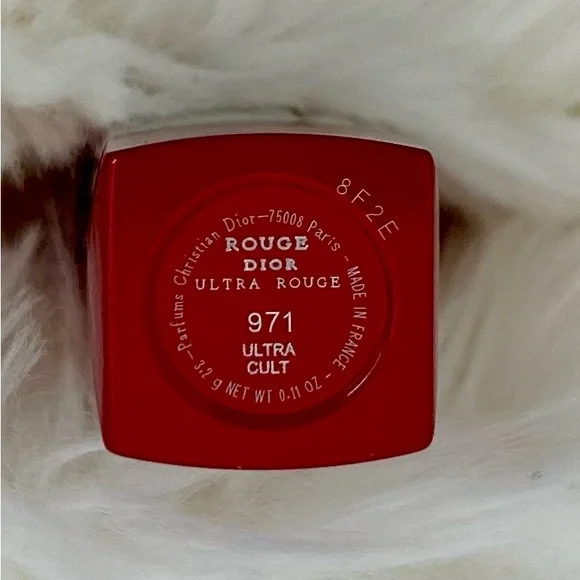 8F2E
Parfums Christian Dior–75008 Paris – MADE IN FRANCE – 3,2 g NET WT 0.11 OZ –
ROUGE
DIOR
ULTRA ROUGE
971
ULTRA
CULT